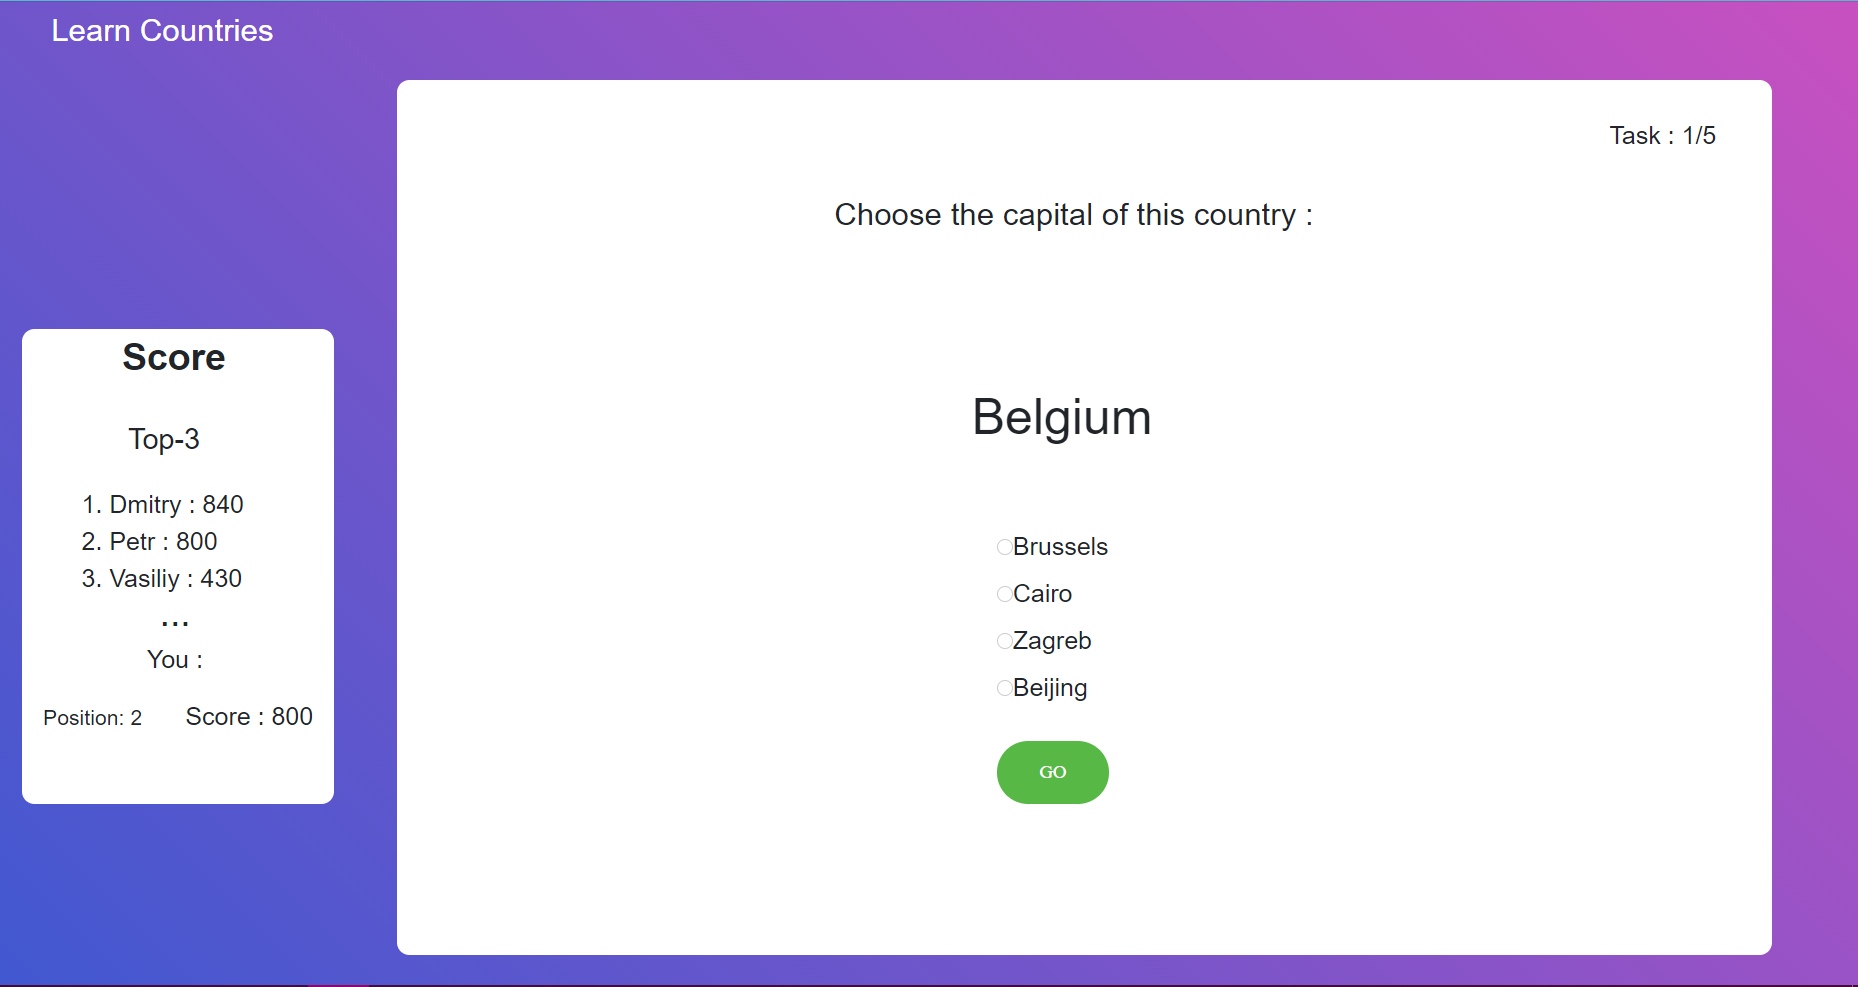 Learn Countries
Task : 1/5
Choose the capital of this country :
Belgium
Brussels
Cairo
Zagreb
Beijing
GO
Score
Top-3
1. Dmitry : 840
2. Petr : 800
3. Vasiliy : 430
...
You :
Position: 2 Score : 800